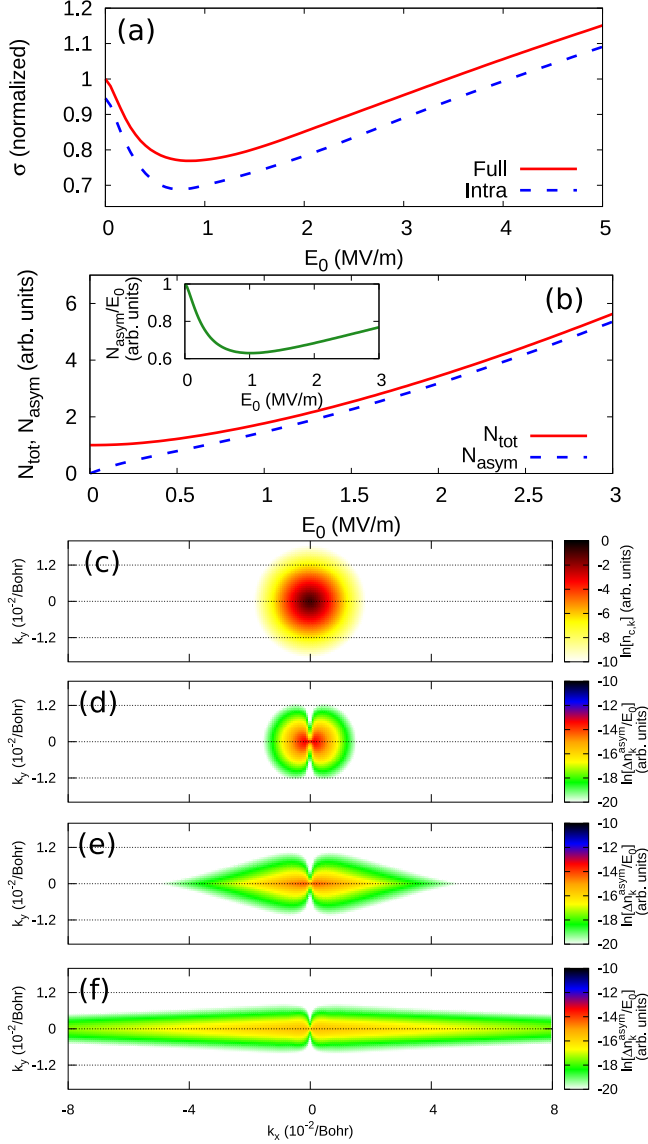 (a)
σ (normalized)
1.2
1
0.9
0.8
0.7
Full
Intra
0 1 2 3 4 5
E0 (MV/m)
(b)
Ntot, Nasym (arb. units)
6
4
2
0
Nasym/E0
(arb. units)
1
0.8
0.6
0 1 2 3
E0 (MV/m)
Ntot
Nasym
0 0.5 1 1.5 2 2.5 3
E0 (MV/m)
(c)
ky (10-2/Bohr)
1.2
0
-1.2
0
-2
-4
-6
-8
-10
ln[nc,k] (arb. units)
(d)
ky (10-2/Bohr)
1.2
0
-1.2
-10
-12
-14
-16
-18
-20
ln[Δnkasym/E0]
(arb. units)
(e)
ky (10-2/Bohr)
1.2
0
-1.2
-10
-12
-14
-16
-18
-20
ln[Δnkasym/E0]
(arb. units)
(f)
ky (10-2/Bohr)
1.2
0
-1.2
-10
-12
-14
-16
-18
-20
ln[Δnkasym/E0]
(arb. units)
-8 -4 0 4 8
kx (10-2/Bohr)